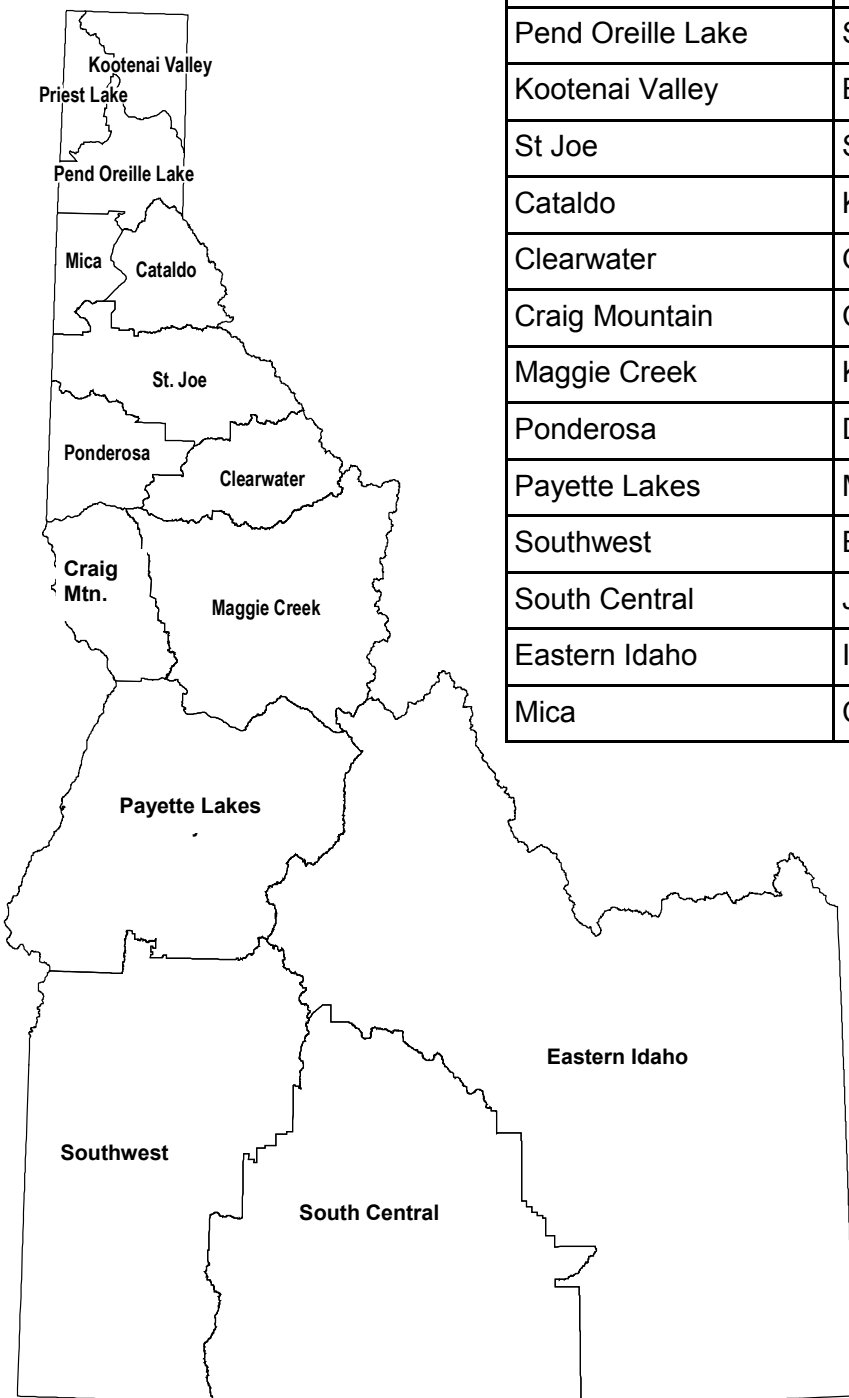 Kootenai Valley
Priest Lake
Pend Oreille Lake
Mica
Cataldo
St. Joe
Ponderosa
Clearwater
Craig
Mtn.
Maggie Creek
Payette Lakes
Eastern Idaho
Southwest
South Central
Pend Oreille Lake
Kootenai Valley
St Joe
Cataldo
Clearwater
Craig Mountain
Maggie Creek
Ponderosa
Payette Lakes
Southwest
South Central
Eastern Idaho
Mica